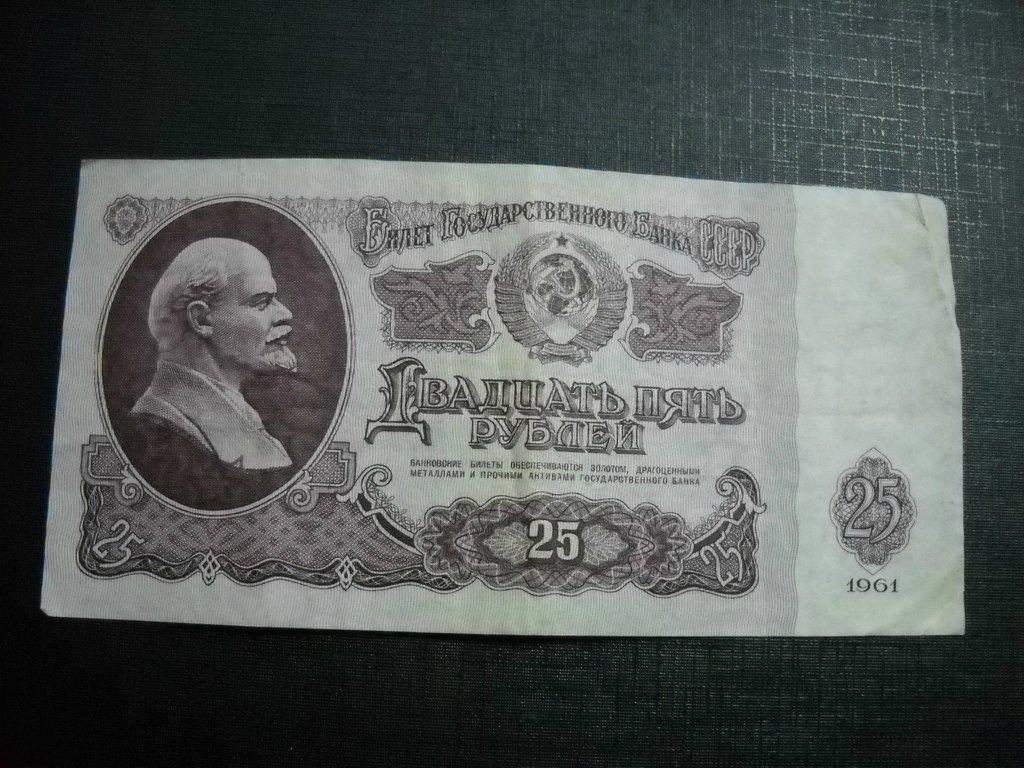 Билет Государственного Банка СССР
Двадцать пять
рублей
БАНКОВСКИЕ БИЛЕТЫ ОБЕСПЕЧИВАЮТСЯ ЗОЛОТОМ, ДРАГОЦЕННЫМИ
МЕТАЛЛАМИ И ПРОЧИМИ АКТИВАМИ ГОСУДАРСТВЕННОГО БАНКА
25
25
25
25
1961